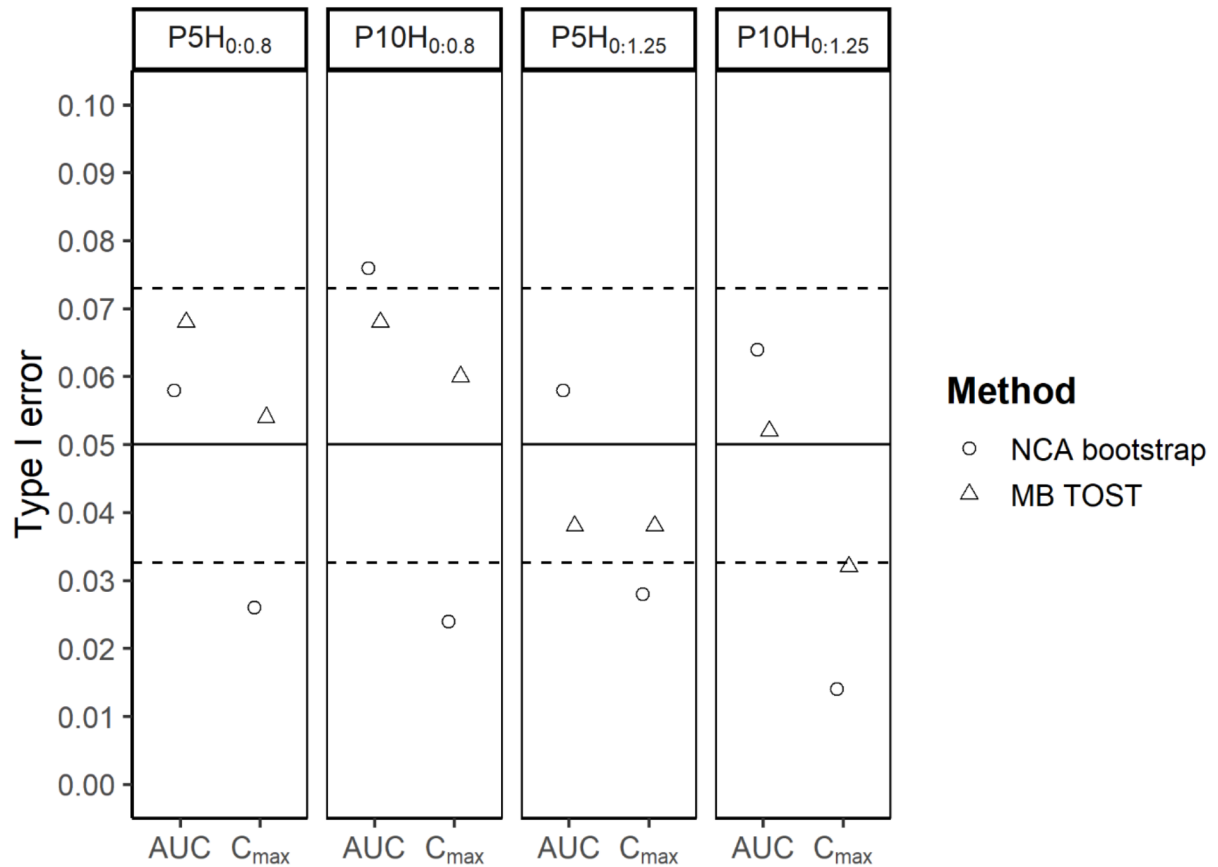 P5H0:0.8
P10H0:0.8
P5H0:1.25
P10H0:1.25
Type I error
0.10
0.09
0.08
0.07
0.06
0.05
0.04
0.03
0.02
0.01
0.00
AUC Cmax
AUC Cmax
AUC Cmax
AUC Cmax
Method
NCA bootstrap
MB TOST